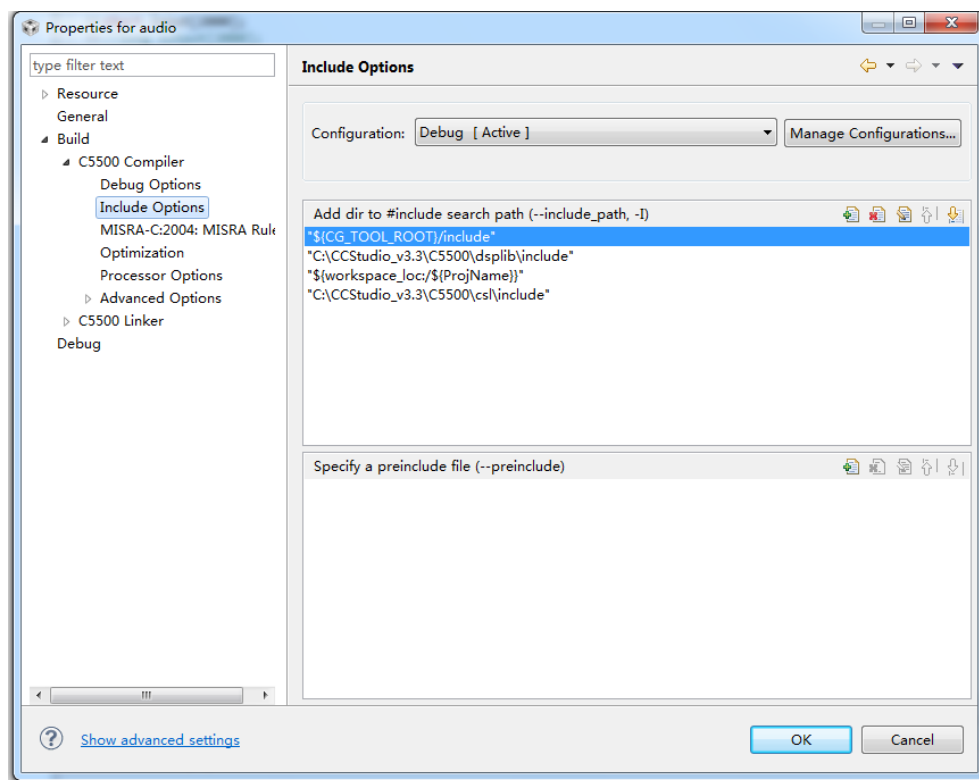 Properties for audio
type filter text
Resource
General
Build
C5500 Compiler
Debug Options
Include Options
MISRA-C:2004: MISRA Rule
Optimization
Processor Options
Advanced Options
C5500 Linker
Debug
Include Options
Configuration: Debug [ Active ] Manage Configurations...
Add dir to #include search path (--include_path, -I)
"${CG_TOOL_ROOT}/include"
"C:\CCStudio_v3.3\C5500\dsplib\include"
"${workspace_loc:/${ProjName}}"
"C:\CCStudio_v3.3\C5500\csl\include"
Specify a preinclude file (--preinclude)
Show advanced settings
OK Cancel